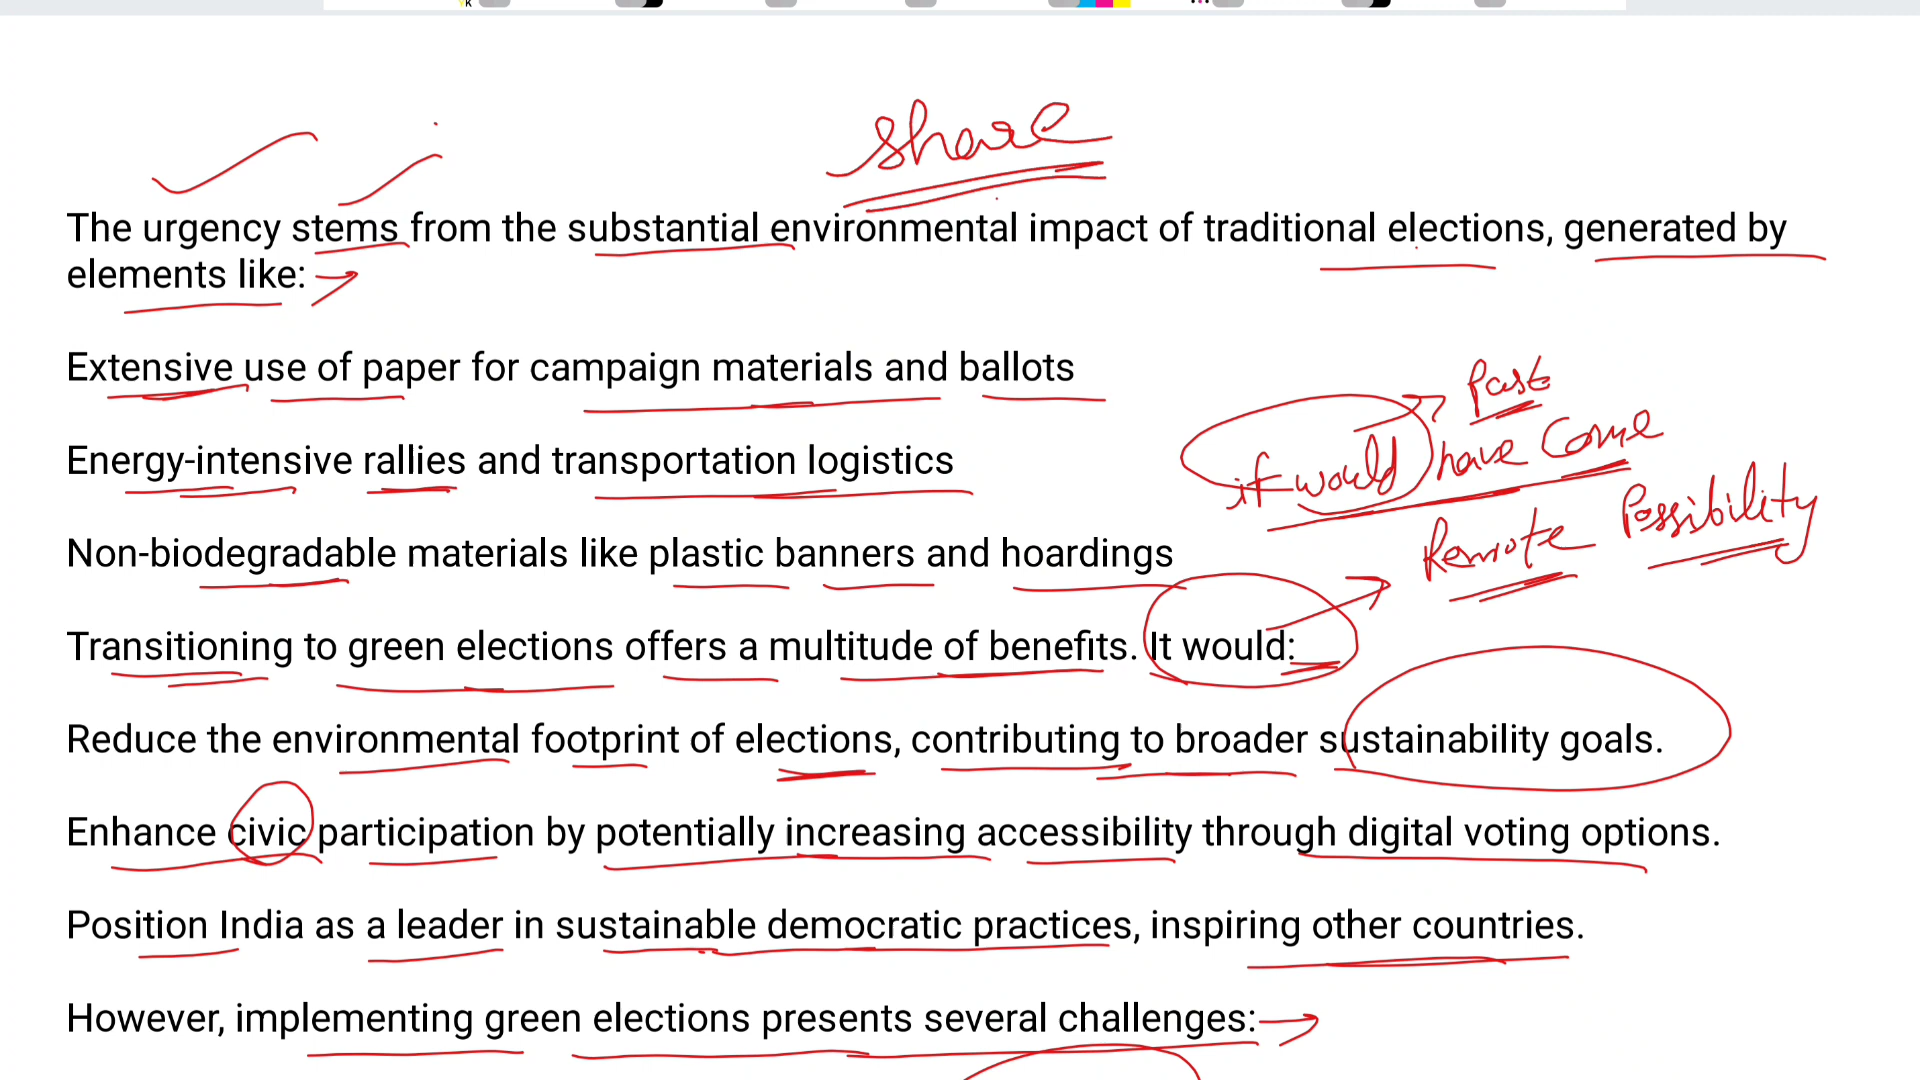 share
The urgency stems from the substantial environmental impact of traditional elections, generated by
elements like:
Extensive use of paper for campaign materials and ballots
Past
if would have come
Energy-intensive rallies and transportation logistics
Remote Possibility
Non-biodegradable materials like plastic banners and hoardings
Transitioning to green elections offers a multitude of benefits. It would:
Reduce the environmental footprint of elections, contributing to broader sustainability goals.
Enhance civic participation by potentially increasing accessibility through digital voting options.
Position India as a leader in sustainable democratic practices, inspiring other countries.
However, implementing green elections presents several challenges: